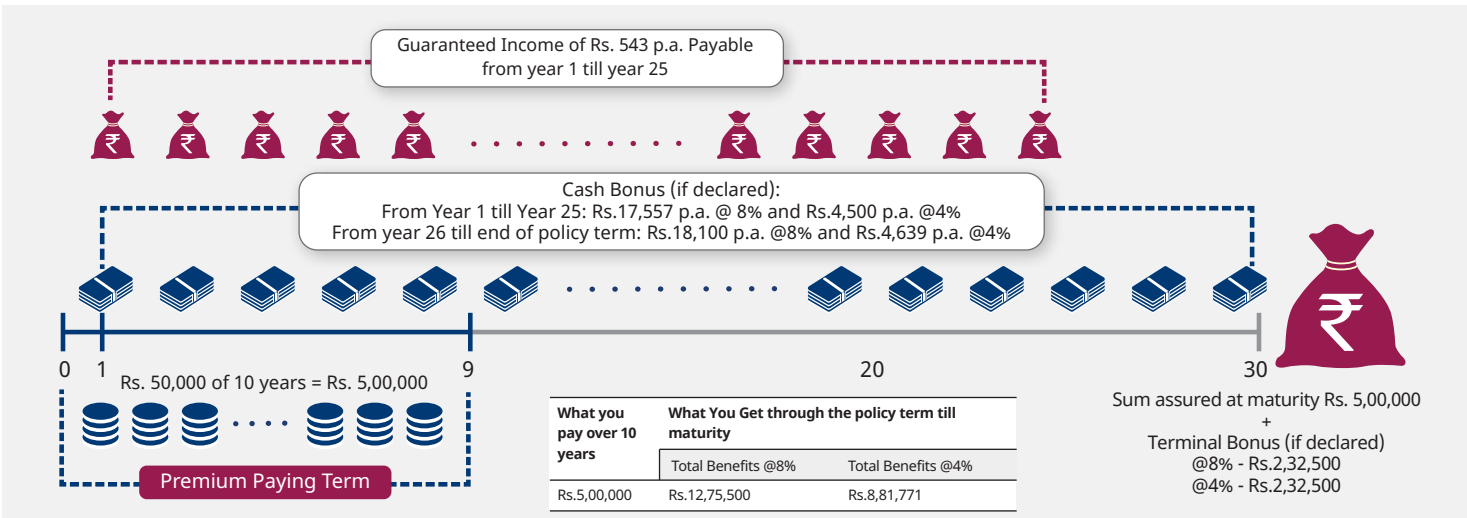 Guaranteed Income of Rs. 543 p.a. Payable
from year 1 till year 25
₹ ₹ ₹ ₹ ₹ ₹ ₹ ₹ ₹ ₹
Cash Bonus (if declared):
From Year 1 till Year 25: Rs.17,557 p.a. @ 8% and Rs.4,500 p.a. @4%
From year 26 till end of policy term: Rs.18,100 p.a. @8% and Rs.4,639 p.a. @4%
₹
0 1 9 20 30
Rs. 50,000 of 10 years = Rs. 5,00,000
Premium Paying Term
What you
pay over 10
years
What You Get through the policy term till
maturity
Total Benefits @8% Total Benefits @4%
Rs.5,00,000 Rs.12,75,500 Rs.8,81,771
Sum assured at maturity Rs. 5,00,000
+
Terminal Bonus (if declared)
@8% - Rs.2,32,500
@4% - Rs.2,32,500